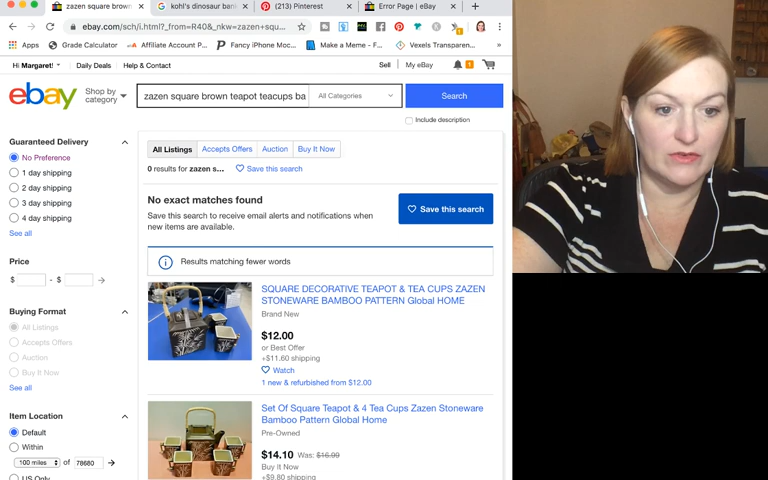 zazen square brown
kohl's dinosaur ban
(213) Pinterest
Error Page | eBay
ebay.com/sch/i.html?_from=R40&_nkw=zazen+squ...
Apps
Grade Calculator
Affiliate Account P...
Fancy iPhone Moc...
Make a Meme - F...
Vexels Transparen...
Hi Margaret!
Daily Deals
Help & Contact
Sell
My eBay
1
ebay
Shop by
category
zazen square brown teapot teacups ba
All Categories
Search
Include description
Guaranteed Delivery
No Preference
1 day shipping
2 day shipping
3 day shipping
4 day shipping
See all
Price
$ - $
Buying Format
All Listings
Accepts Offers
Auction
Buy It Now
See all
Item Location
Default
Within
100 miles of 78680
US Only
All Listings
Accepts Offers
Auction
Buy It Now
0 results for zazen s...
Save this search
No exact matches found
Save this search to receive email alerts and notifications when
new items are available.
Save this search
Results matching fewer words
SQUARE DECORATIVE TEAPOT & TEA CUPS ZAZEN
STONEWARE BAMBOO PATTERN Global HOME
Brand New
$12.00
or Best Offer
+$11.60 shipping
Watch
1 new & refurbished from $12.00
Set Of Square Teapot & 4 Tea Cups Zazen Stoneware
Bamboo Pattern Global Home
Pre-Owned
$14.10 Was: $16.99
Buy It Now
+$9.80 shipping